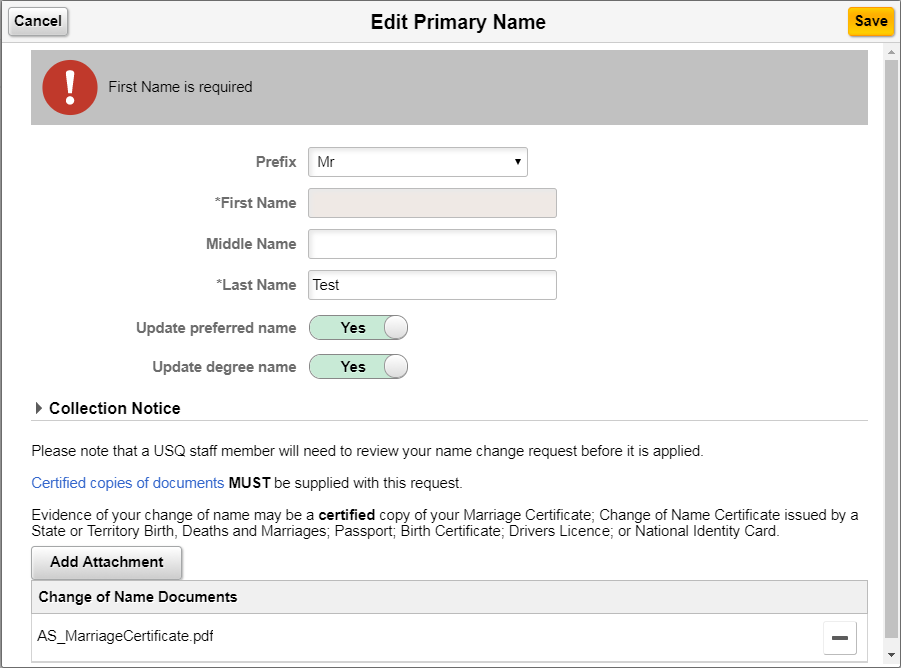 Cancel
Edit Primary Name
Save
First Name is required
Prefix
Mr
*First Name
Middle Name
*Last Name
Test
Update preferred name
Yes
Update degree name
Yes
Collection Notice
Please note that a USQ staff member will need to review your name change request before it is applied.
Certified copies of documents MUST be supplied with this request.
Evidence of your change of name may be a certified copy of your Marriage Certificate; Change of Name Certificate issued by a
State or Territory Birth, Deaths and Marriages; Passport; Birth Certificate; Drivers Licence; or National Identity Card.
Add Attachment
Change of Name Documents
AS_MarriageCertificate.pdf